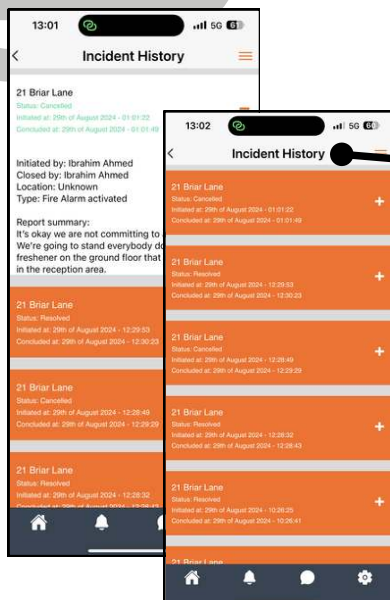 13:01
5G 61
Incident History
21 Briar Lane
Status: Cancelled
Initiated at: 29th of August 2024 - 01:01:22
Concluded at: 29th of August 2024 - 01:01:49
Initiated by: Ibrahim Ahmed
Closed by: Ibrahim Ahmed
Location: Unknown
Type: Fire Alarm activated
Report summary:
It's okay we are not committing to
We're going to stand everybody do
freshener on the ground floor that
in the reception area.
21 Briar Lane
Status: Resolved
Initiated at: 29th of August 2024 - 12:29:53
Concluded at: 29th of August 2024 - 12:30:23
21 Briar Lane
Status: Cancelled
Initiated at: 29th of August 2024 - 12:28:49
Concluded at: 29th of August 2024 - 12:29:29
21 Briar Lane
Status: Resolved
Initiated at: 29th of August 2024 - 12:28:32
Concluded at: 29th of August 2024 - 12:28:43
13:02
5G
Incident History
21 Briar Lane
Status: Cancelled
Initiated at: 29th of August 2024 - 01:01:22
Concluded at: 29th of August 2024 - 01:01:49
21 Briar Lane
Status: Resolved
Initiated at: 29th of August 2024 - 12:29:53
Concluded at: 29th of August 2024 - 12:30:23
21 Briar Lane
Status: Cancelled
Initiated at: 29th of August 2024 - 12:28:49
Concluded at: 29th of August 2024 - 12:29:29
21 Briar Lane
Status: Resolved
Initiated at: 29th of August 2024 - 12:28:32
Concluded at: 29th of August 2024 - 12:28:43
21 Briar Lane
Status: Resolved
Initiated at: 29th of August 2024 - 10:26:25
Concluded at: 29th of August 2024 - 10:26:41
21 Briar Lane